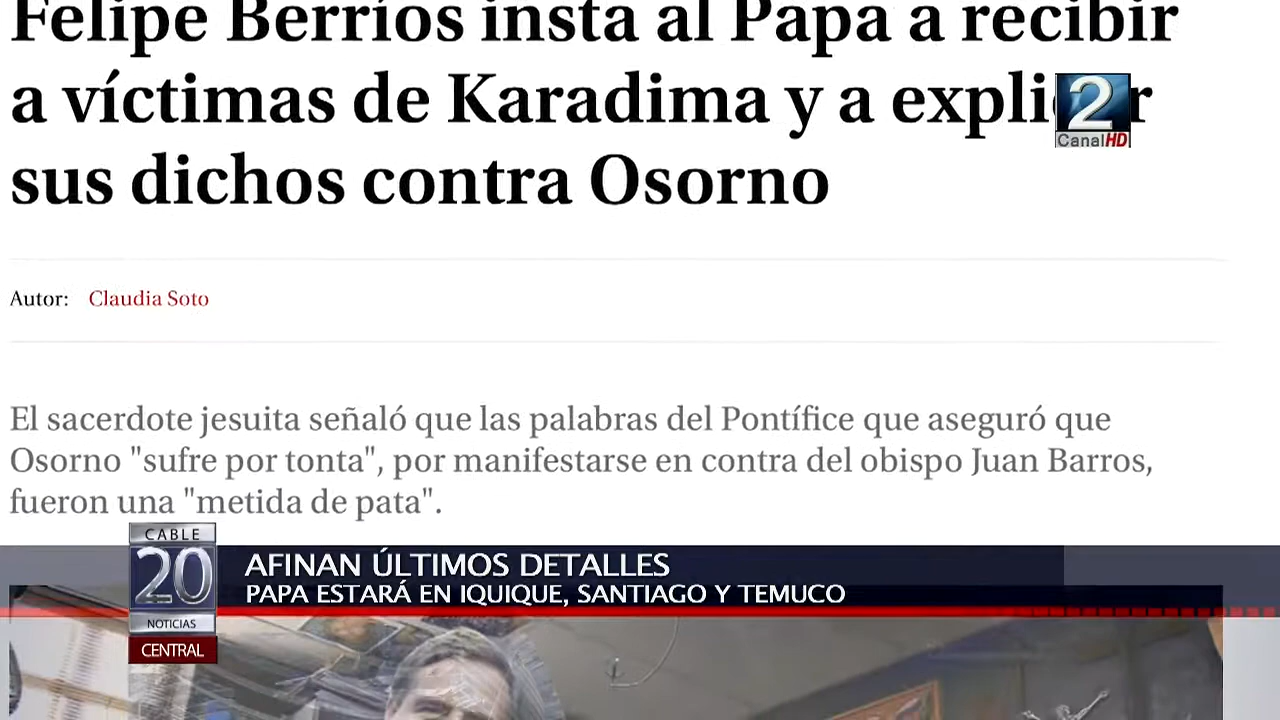 Felipe Berríos insta al Papa a recibir
a víctimas de Karadima y a explicar
sus dichos contra Osorno
2
CanalHD
Autor: Claudia Soto
El sacerdote jesuita señaló que las palabras del Pontífice que aseguró que
Osorno "sufre por tonta", por manifestarse en contra del obispo Juan Barros,
fueron una "metida de pata".
CABLE
20
NOTICIAS
CENTRAL
AFINAN ÚLTIMOS DETALLES
PAPA ESTARÁ EN IQUIQUE, SANTIAGO Y TEMUCO